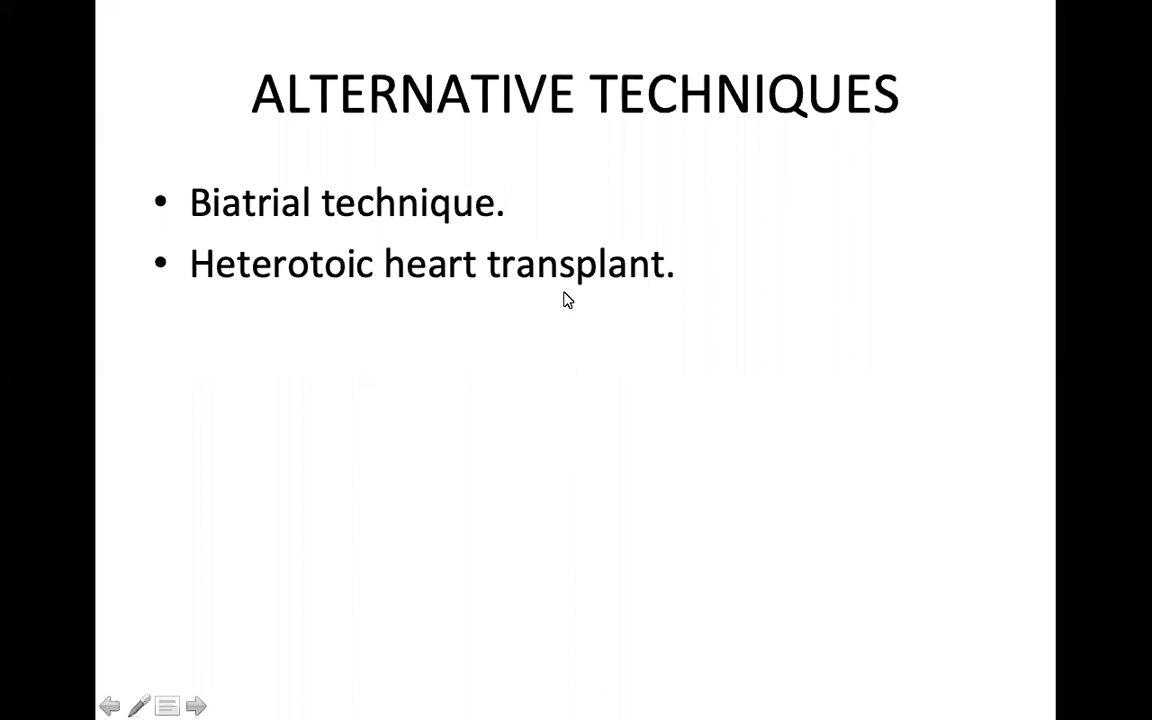 ALTERNATIVE TECHNIQUES
• Biatrial technique.
• Heterotoic heart transplant.